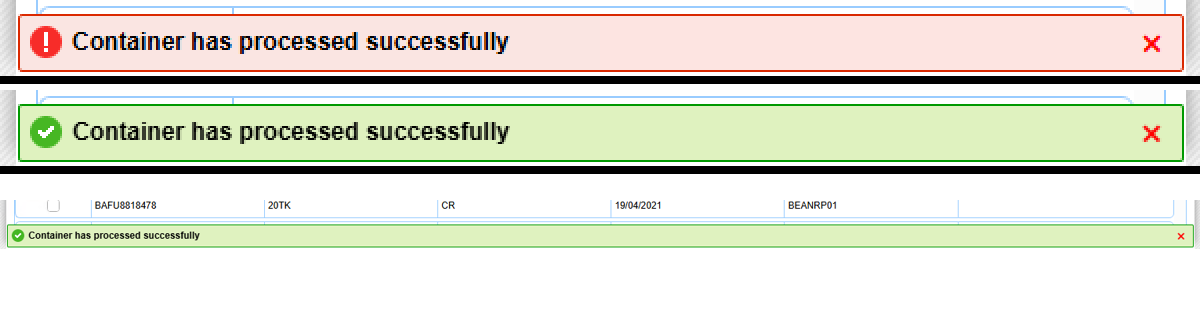 Container has processed successfully
Container has processed successfully
BAFU8818478 20TK CR 19/04/2021 BEANRP01
Container has processed successfully